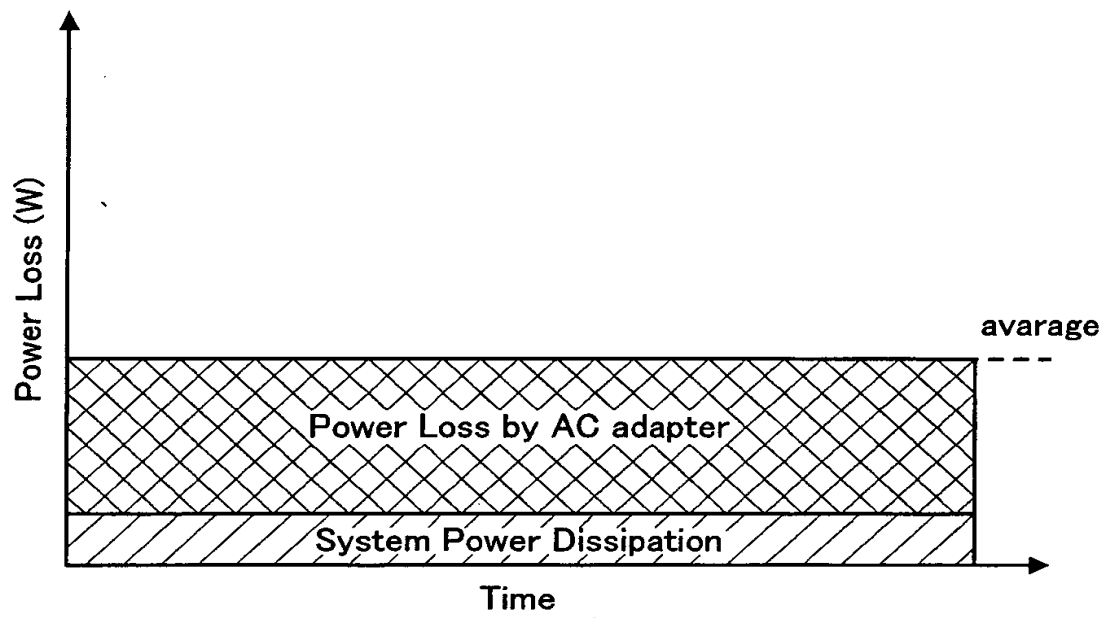 Power Loss (W)
avarage
Power Loss by AC adapter
System Power Dissipation
Time